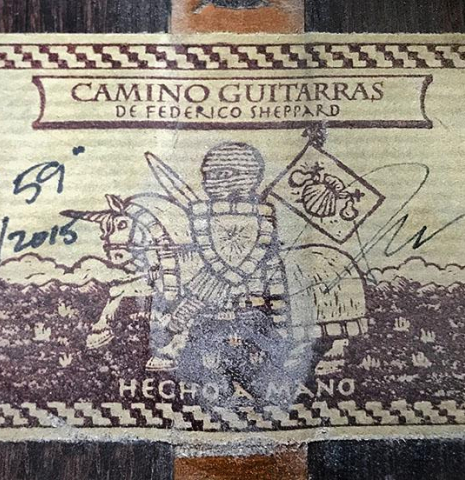 CAMINO GUITARRAS
DE FEDERICO SHEPPARD
59"
/2015
HECHO A MANO